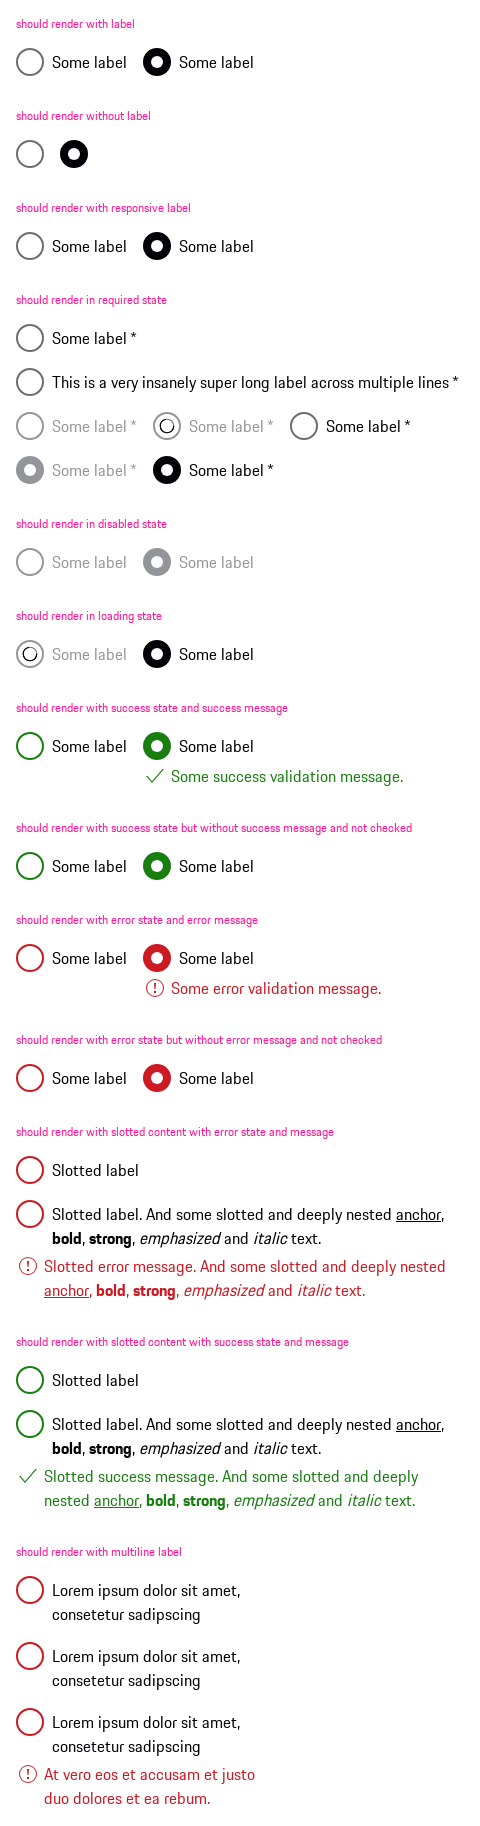 should render with label
Some label Some label
should render without label
should render with responsive label
Some label Some label
should render in required state
Some label *
This is a very insanely super long label across multiple lines *
Some label * Some label * Some label *
Some label * Some label *
should render in disabled state
Some label Some label
should render in loading state
Some label Some label
should render with success state and success message
Some label Some label
Some success validation message.
should render with success state but without success message and not checked
Some label Some label
should render with error state and error message
Some label Some label
Some error validation message.
should render with error state but without error message and not checked
Some label Some label
should render with slotted content with error state and message
Slotted label
Slotted label. And some slotted and deeply nested anchor,
bold, strong, emphasized and italic text.
Slotted error message. And some slotted and deeply nested
anchor, bold, strong, emphasized and italic text.
should render with slotted content with success state and message
Slotted label
Slotted label. And some slotted and deeply nested anchor,
bold, strong, emphasized and italic text.
Slotted success message. And some slotted and deeply
nested anchor, bold, strong, emphasized and italic text.
should render with multiline label
Lorem ipsum dolor sit amet,
consetetur sadipscing
Lorem ipsum dolor sit amet,
consetetur sadipscing
Lorem ipsum dolor sit amet,
consetetur sadipscing
At vero eos et accusam et justo
duo dolores et ea rebum.